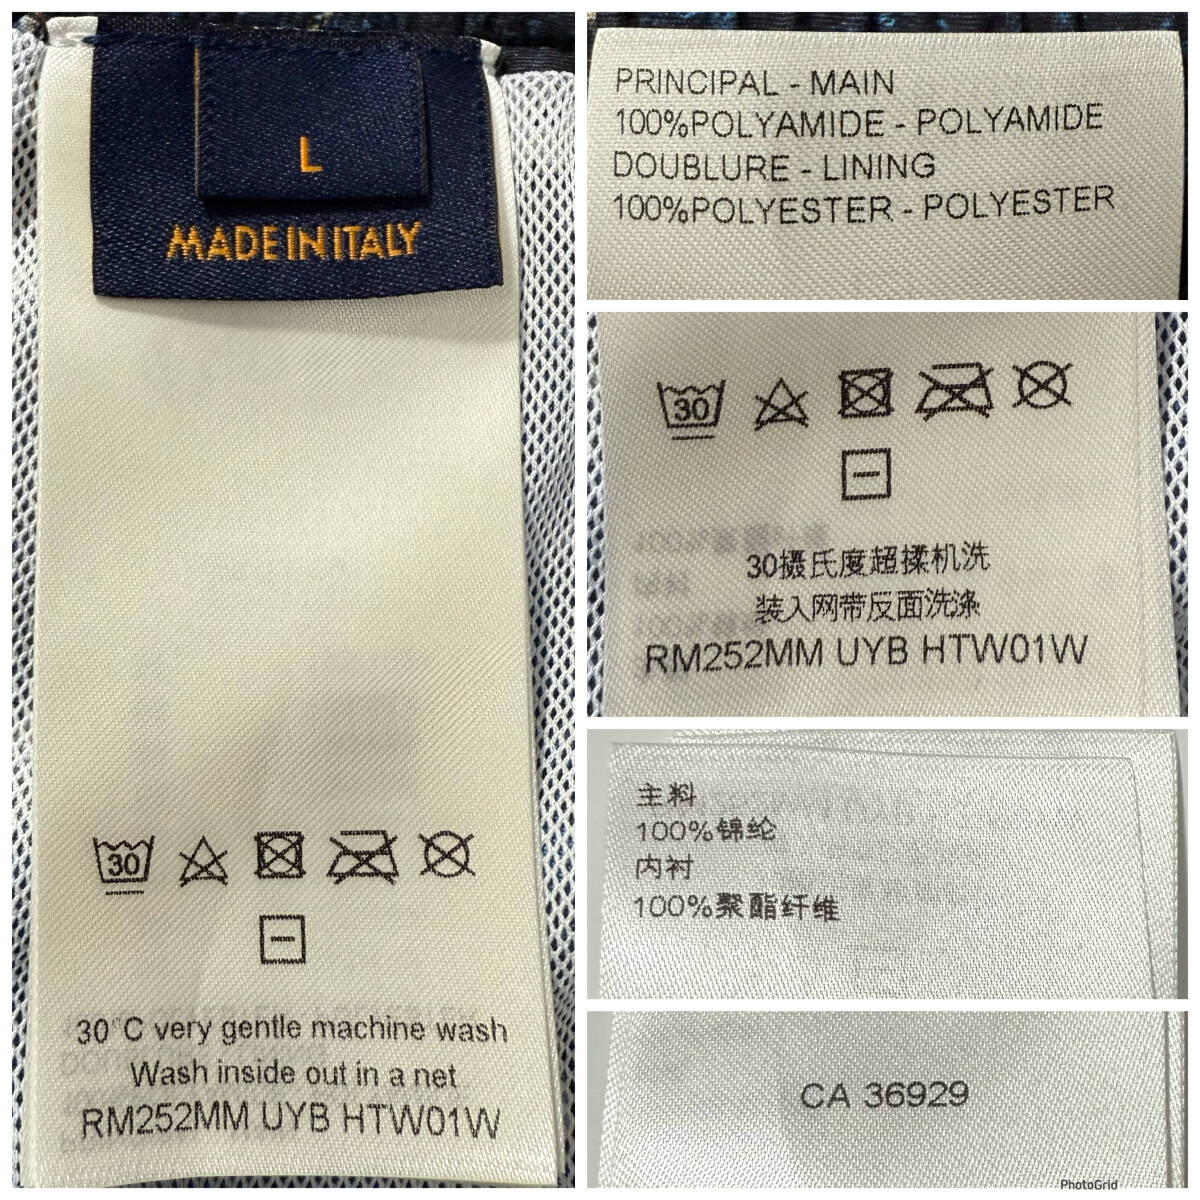 L
MADE IN ITALY
30
30°C very gentle machine wash
Wash inside out in a net
RM252MM UYB HTW01W
PRINCIPAL - MAIN
100%POLYAMIDE - POLYAMIDE
DOUBLURE - LINING
100%POLYESTER - POLYESTER
30
30摄氏度超揉机洗
装入网带反面洗涤
RM252MM UYB HTW01W
主料
100%锦纶
内衬
100%聚酯纤维
CA 36929
PhotoGrid